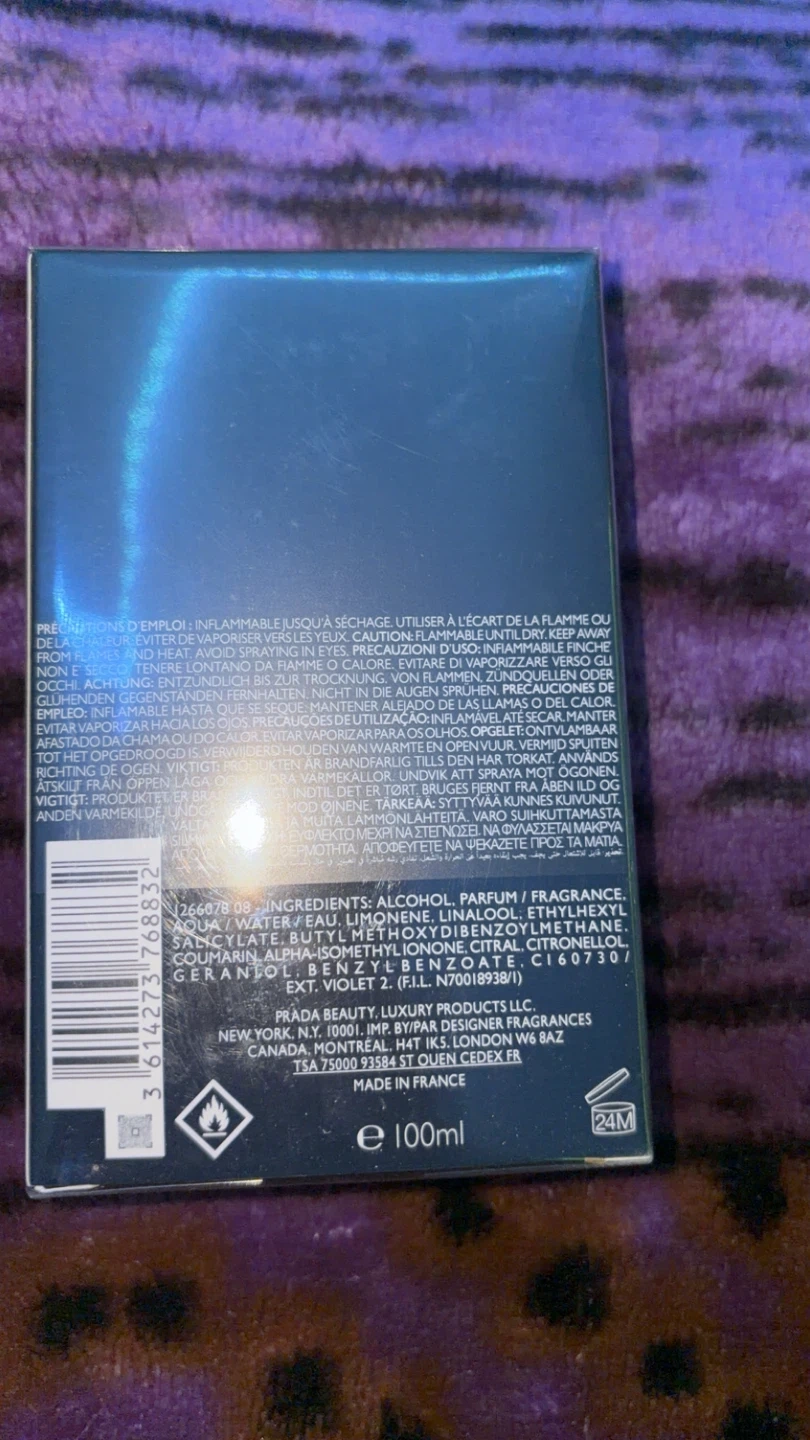 PRÉCAUTIONS D'EMPLOI : INFLAMMABLE JUSQU'À SÉCHAGE. UTILISER À L'ÉCART DE LA FLAMME OU
DE LA CHALEUR. ÉVITER DE VAPORISER VERS LES YEUX. CAUTION: FLAMMABLE UNTIL DRY. KEEP AWAY
FROM FLAMES AND HEAT. AVOID SPRAYING IN EYES. PRECAUZIONI D'USO: INFIAMMABILE FINCHE'
NON E' SECCO. TENERE LONTANO DA FIAMME O CALORE. EVITARE DI VAPORIZZARE VERSO GLI
OCCHI. ACHTUNG: ENTZUNDLICH BIS ZUR TROCKNUNG. VON FLAMMEN, ZÜNDQUELLEN ODER
GLÜHENDEN GEGENSTÄNDEN FERNHALTEN. NICHT IN DIE AUGEN SPRÜHEN. PRECAUCIONES DE
EMPLEO: INFLAMABLE HASTA QUE SE SEQUE. MANTENER ALEJADO DE LAS LLAMAS O DEL CALOR.
EVITAR VAPORIZAR HACIA LOS OJOS. PRECAUÇÕES DE UTILIZAÇÃO: INFLAMÁVEL ATÉ SECAR. MANTER
AFASTADO DA CHAMA OU DO CALOR. EVITAR VAPORIZAR PARA OS OLHOS. OPGELET: ONTVLAMBAAR
TOT HET OPGEDROOGD IS. VERWIJDERD HOUDEN VAN WARMTE EN OPEN VUUR. VERMIJD SPUITEN
RICHTING DE OGEN. VIKTIGT: PRODUKTEN ÄR BRANDFARLIG TILLS DEN HAR TORKAT. ANVÄNDS
ÅTSKILT FRÅN ÖPPEN LÅGA OCH ANDRA VÄRMEKÄLLOR. UNDVIK ATT SPRAYA MOT ÖGONEN.
VIGTIGT: PRODUKTET ER INDTIL DET ER TØRT. BRUGES FJERNT FRA ÅBEN ILD OG
ANDEN VARMEKILDE. MOD ØJNENE. TÄRKEÄÄ: SYTTYVÄÄ KUNNES KUIVUNUT.
MUITA LÄMMÖNLÄHTEITÄ. VARO SUIHKUTTAMASTA
ΜΕΧΡΙ ΝΑ ΣΤΕΓΝΩΣΕΙ. ΝΑ ΦΥΛΑΣΣΕΤΑΙ ΜΑΚΡΥΑ
ΑΠΟΦΕΥΓΕΤΕ ΝΑ ΨΕΚΑΖΕΤΕ ΠΡΟΣ ΤΑ ΜΑΤΙΑ.
1266078 08 - INGREDIENTS: ALCOHOL, PARFUM / FRAGRANCE,
AQUA / WATER / EAU, LIMONENE, LINALOOL, ETHYLHEXYL
SALICYLATE, BUTYL METHOXYDIBENZOYLMETHANE,
COUMARIN, ALPHA-ISOMETHYL IONONE, CITRAL, CITRONELLOL,
GERANIOL, BENZYL BENZOATE, CI 60730 /
EXT. VIOLET 2. (F.I.L. N70018938/1)
PRADA BEAUTY, LUXURY PRODUCTS LLC.
NEW YORK, N.Y. 10001. IMP. BY/PAR DESIGNER FRAGRANCES
CANADA, MONTRÉAL, H4T 1K5. LONDON W6 8AZ
TSA 75000 93584 ST OUEN CEDEX FR
MADE IN FRANCE
e 100ml
24M
3 614273 768832